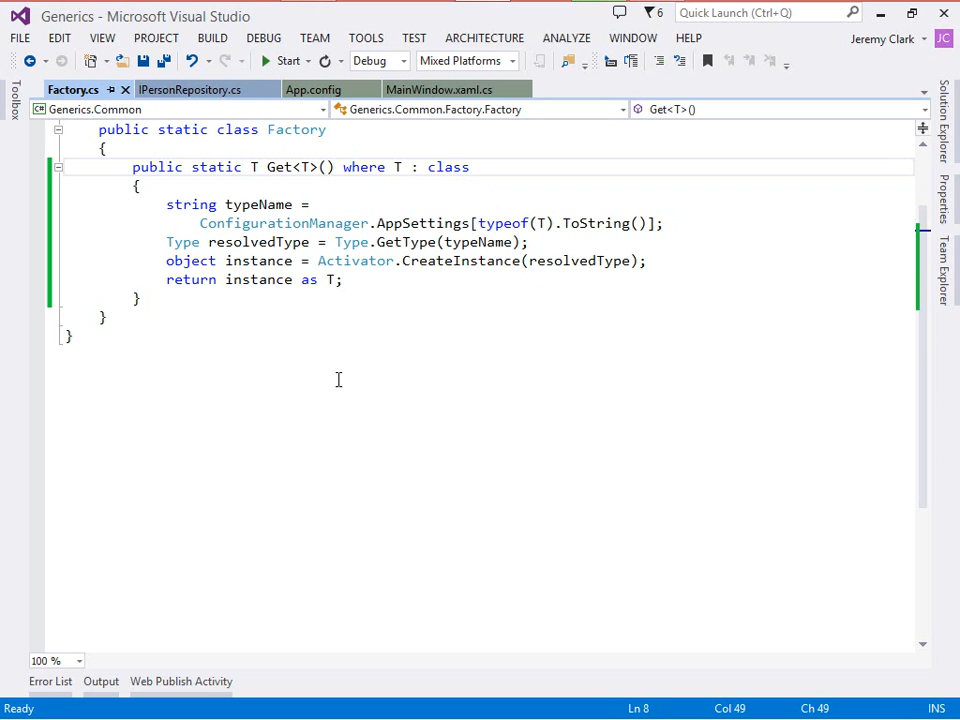 Generics - Microsoft Visual Studio
6
Quick Launch (Ctrl+Q)
FILE EDIT VIEW PROJECT BUILD DEBUG TEAM TOOLS TEST ARCHITECTURE ANALYZE WINDOW HELP
Jeremy Clark
JC
Start
Debug
Mixed Platforms
Toolbox
Factory.cs
IPersonRepository.cs
App.config
MainWindow.xaml.cs
Generics.Common
Generics.Common.Factory.Factory
Get<T>()
public static class Factory
{
public static T Get<T>() where T : class
{
string typeName =
ConfigurationManager.AppSettings[typeof(T).ToString()];
Type resolvedType = Type.GetType(typeName);
object instance = Activator.CreateInstance(resolvedType);
return instance as T;
}
}
}
Solution Explorer
Properties
Team Explorer
100 %
Error List Output Web Publish Activity
Ready
Ln 8
Col 49
Ch 49
INS